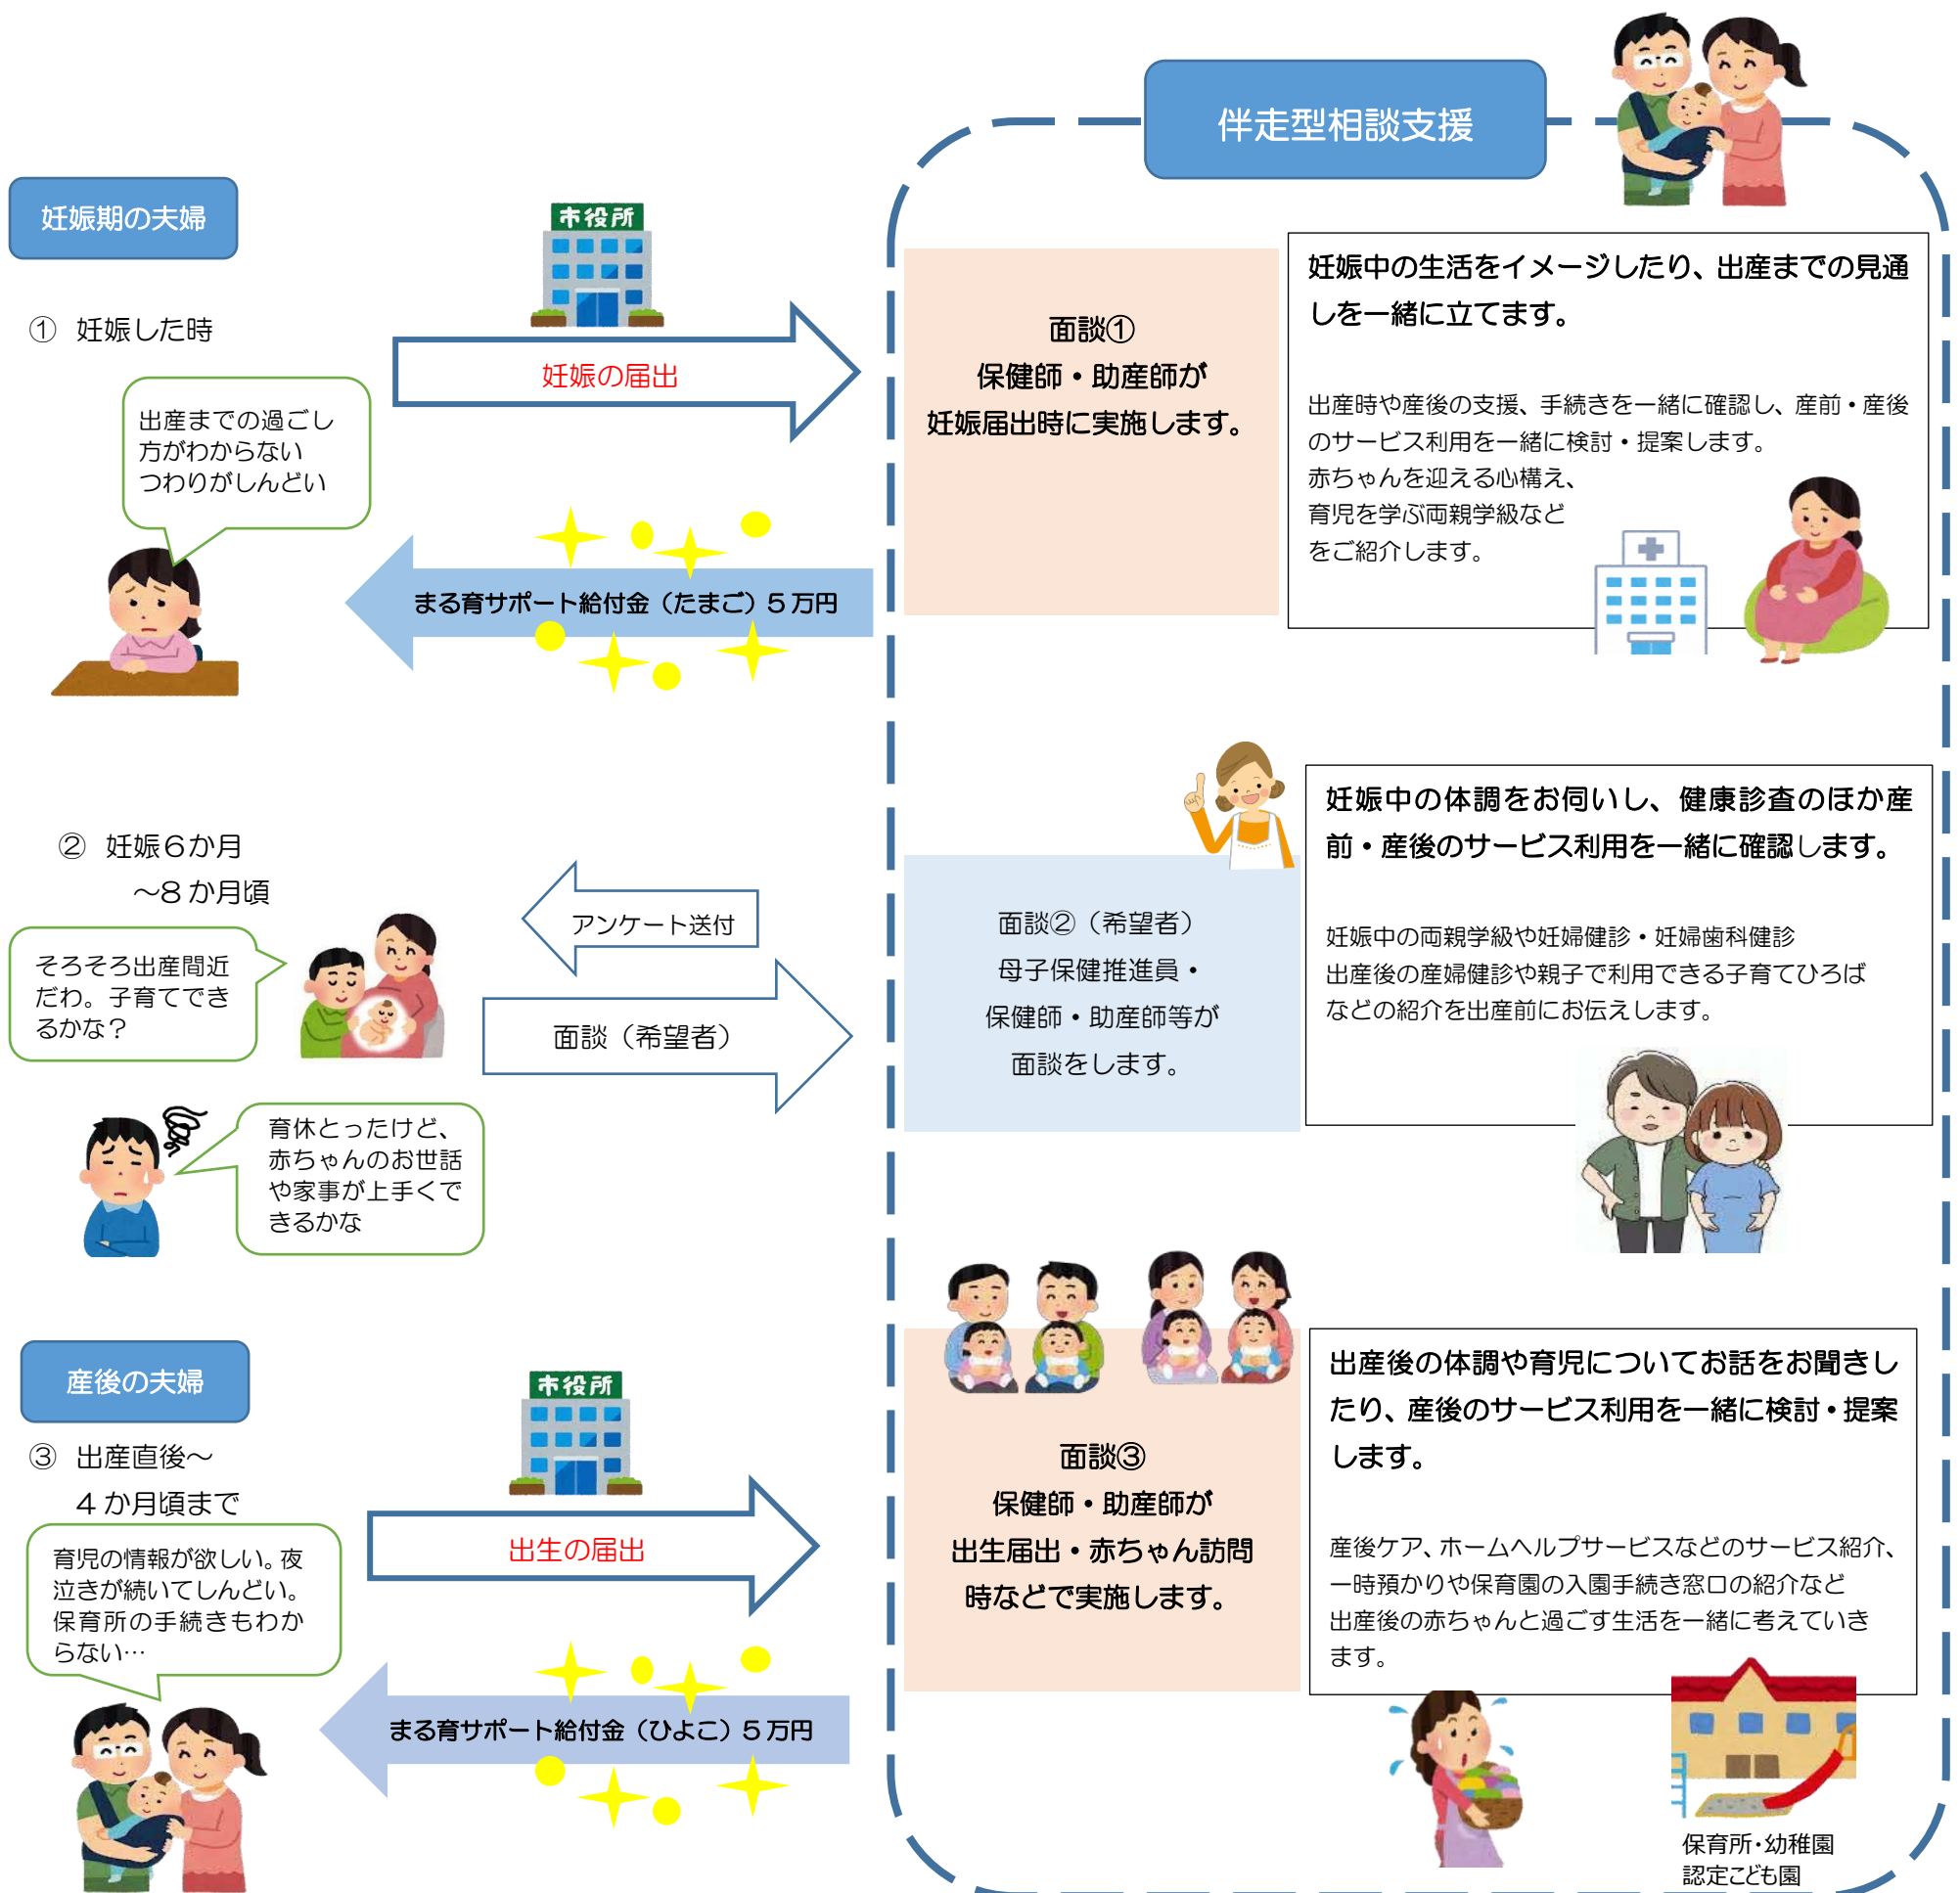 伴走型相談支援
妊娠期の夫婦
① 妊娠した時
市役所
妊娠の届出
出産までの過ごし
方がわからない
つわりがしんどい
まる育サポート給付金（たまご）５万円
面談①
保健師・助産師が
妊娠届出時に実施します。
妊娠中の生活をイメージしたり、出産までの見通
しを一緒に立てます。
出産時や産後の支援、手続きを一緒に確認し、産前・産後
のサービス利用を一緒に検討・提案します。
赤ちゃんを迎える心構え、
育児を学ぶ両親学級など
をご紹介します。
② 妊娠６か月
～８か月頃
そろそろ出産間近
だわ。子育てでき
るかな？
アンケート送付
面談（希望者）
育休とったけど、
赤ちゃんのお世話
や家事が上手くで
きるかな
面談②（希望者）
母子保健推進員・
保健師・助産師等が
面談をします。
妊娠中の体調をお伺いし、健康診査のほか産
前・産後のサービス利用を一緒に確認します。
妊娠中の両親学級や妊婦健診・妊婦歯科健診
出産後の産婦健診や親子で利用できる子育てひろば
などの紹介を出産前にお伝えします。
産後の夫婦
③ 出産直後～
４か月頃まで
市役所
出生の届出
育児の情報が欲しい。夜
泣きが続いてしんどい。
保育所の手続きもわか
らない…
まる育サポート給付金（ひよこ）５万円
面談③
保健師・助産師が
出生届出・赤ちゃん訪問
時などで実施します。
出産後の体調や育児についてお話をお聞きし
たり、産後のサービス利用を一緒に検討・提案
します。
産後ケア、ホームヘルプサービスなどのサービス紹介、
一時預かりや保育園の入園手続き窓口の紹介など
出産後の赤ちゃんと過ごす生活を一緒に考えていき
ます。
保育所・幼稚園
認定こども園